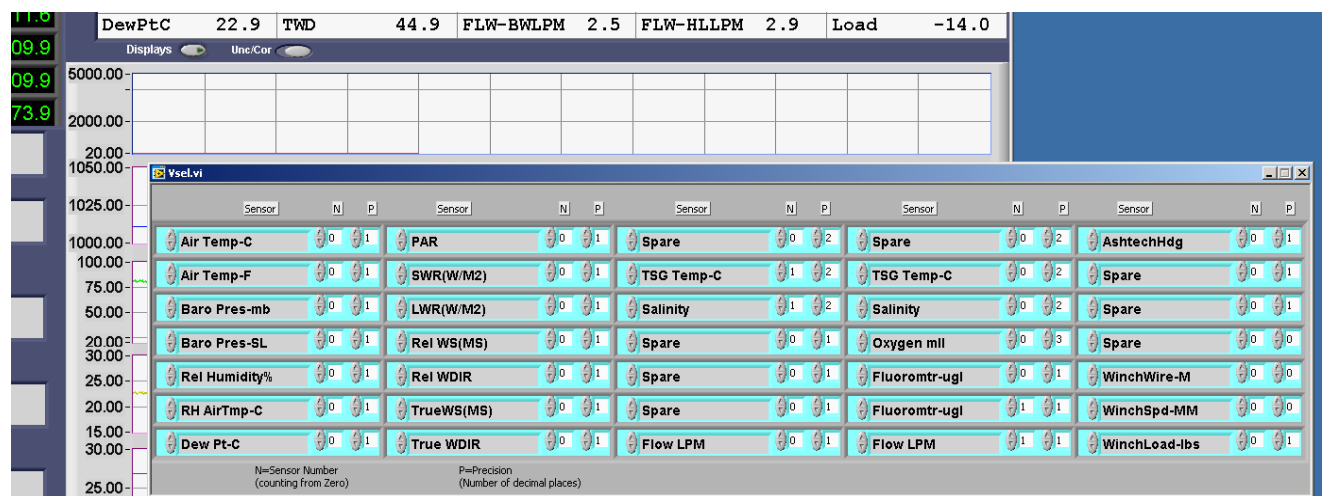 11.6
DewPtC 22.9 TWD 44.9 FLW-BWLPM 2.5 FLW-HLLPM 2.9 Load -14.0
09.9
Displays Unc/Cor
09.9
5000.00
73.9
2000.00
20.00
1050.00
1025.00
1000.00
100.00
75.00
50.00
20.00
30.00
25.00
20.00
15.00
30.00
25.00
Vsel.vi
Sensor N P Sensor N P Sensor N P Sensor N P Sensor N P
Air Temp-C 0 1 PAR 0 1 Spare 0 2 Spare 0 2 AshtechHdg 0 1
Air Temp-F 0 1 SWR(W/M2) 0 1 TSG Temp-C 1 2 TSG Temp-C 0 2 Spare 0 1
Baro Pres-mb 0 1 LWR(W/M2) 0 1 Salinity 1 2 Salinity 0 2 Spare 0 1
Baro Pres-SL 0 1 Rel WS(MS) 0 1 Spare 0 1 Oxygen mll 0 3 Spare 0 0
Rel Humidity% 0 1 Rel WDIR 0 1 Spare 0 1 Fluoromtr-ugl 0 1 WinchWire-M 0 0
RH AirTmp-C 0 1 TrueWS(MS) 0 1 Spare 0 1 Fluoromtr-ugl 1 1 WinchSpd-MM 0 0
Dew Pt-C 0 1 True WDIR 0 1 Flow LPM 0 1 Flow LPM 1 1 WinchLoad-lbs 0 1
N=Sensor Number P=Precision
(counting from Zero) (Number of decimal places)